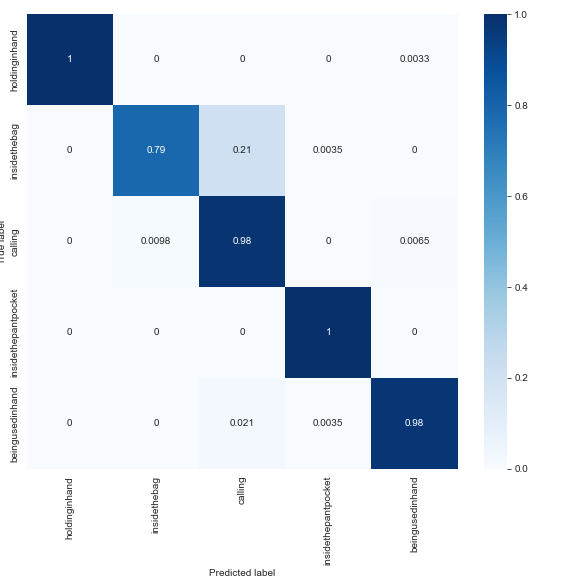 holdinginhand 1 0 0 0 0.0033
insidethebag 0 0.79 0.21 0.0035 0
calling 0 0.0098 0.98 0 0.0065
insidethepantpocket 0 0 0 1 0
beingusedinhand 0 0 0.021 0.0035 0.98
True label
holdinginhand insidethebag calling insidethepantpocket beingusedinhand
Predicted label
1.0
0.8
0.6
0.4
0.2
0.0